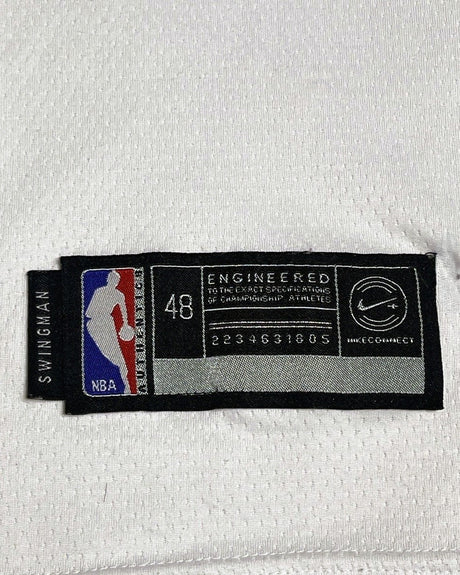 SWINGMAN
NBA
AUTHENTICS
48
ENGINEERED
TO THE EXACT SPECIFICATIONS
OF CHAMPIONSHIP ATHLETES
2234631805
NIKECONNECT